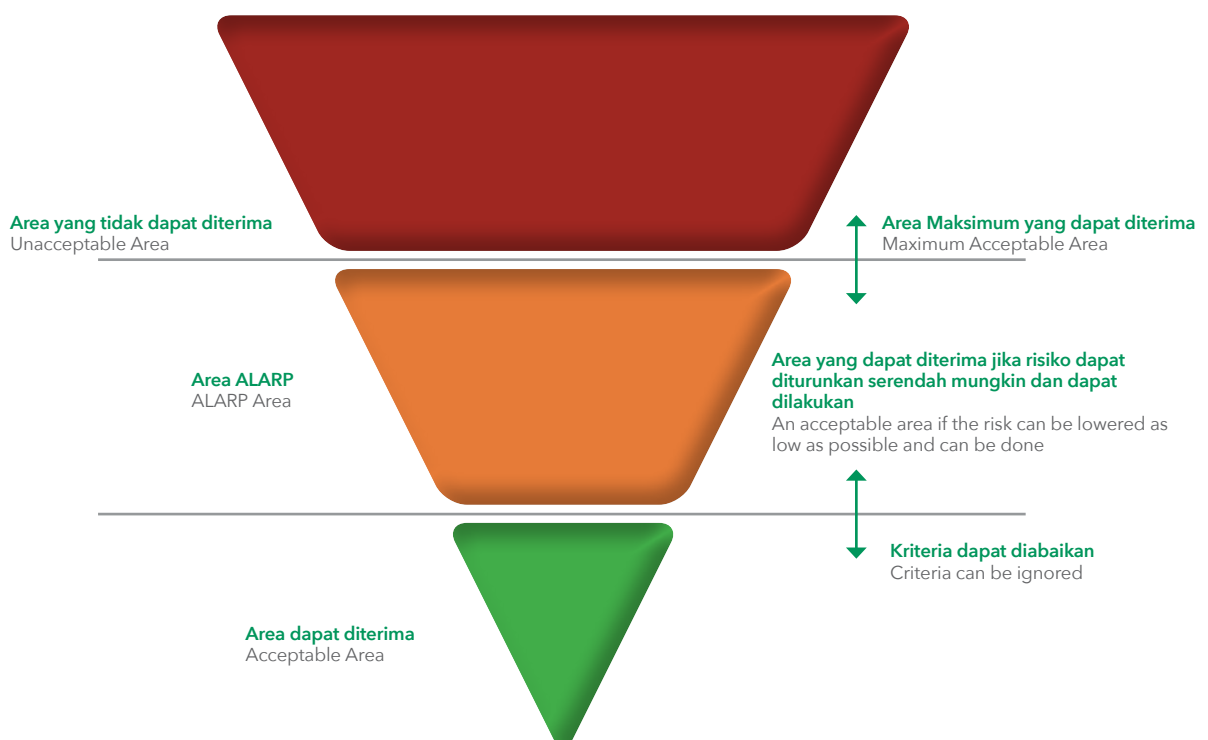 Area yang tidak dapat diterima
Unacceptable Area
Area Maksimum yang dapat diterima
Maximum Acceptable Area
Area ALARP
ALARP Area
Area yang dapat diterima jika risiko dapat
diturunkan serendah mungkin dan dapat
dilakukan
An acceptable area if the risk can be lowered as
low as possible and can be done
Kriteria dapat diabaikan
Criteria can be ignored
Area dapat diterima
Acceptable Area